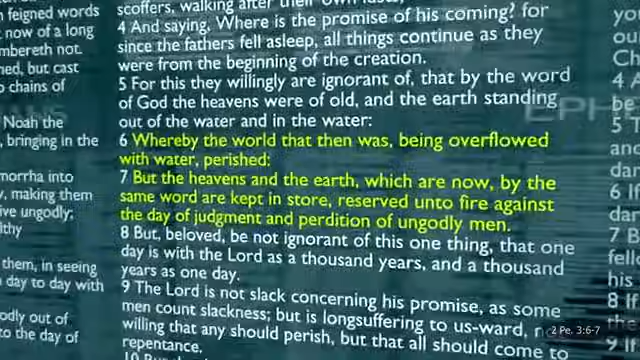 feigned words
now of a long
mbereth not.
ned, but cast
chains of
Noah the
bringing in the
morrha into
making them
ive ungodly;
ithy
them, in seeing
day to day with
odly out of
to the day of
scoffers, walking after their own
4 And saying, Where is the promise of his coming? for
since the fathers fell asleep, all things continue as they
were from the beginning of the creation.
5 For this they willingly are ignorant of, that by the word
of God the heavens were of old, and the earth standing
out of the water and in the water:
6 Whereby the world that then was, being overflowed
with water, perished:
7 But the heavens and the earth, which are now, by the
same word are kept in store, reserved unto fire against
the day of judgment and perdition of ungodly men.
8 But, beloved, be not ignorant of this one thing, that one
day is with the Lord as a thousand years, and a thousand
years as one day.
9 The Lord is not slack concerning his promise, as some
men count slackness; but is longsuffering to us-ward,
willing that any should perish, but that all should come to
repentance.
EPH
2 Pe. 3:6-7